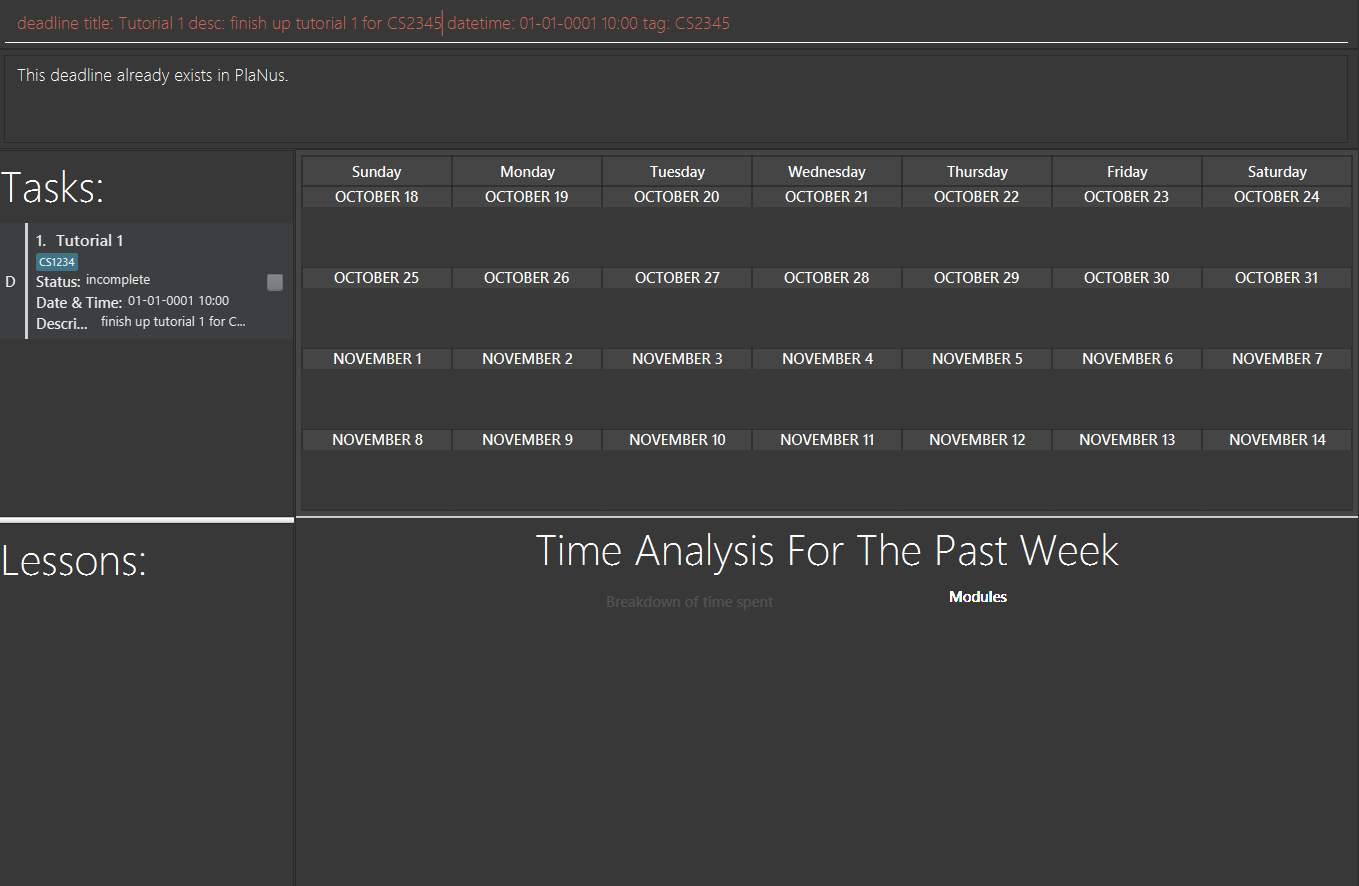 deadline title: Tutorial 1 desc: finish up tutorial 1 for CS2345 datetime: 01-01-0001 10:00 tag: CS2345
This deadline already exists in PlaNus.
Tasks:
D
1. Tutorial 1
CS1234
Status: incomplete
Date & Time: 01-01-0001 10:00
Descri... finish up tutorial 1 for C...
Lessons:
Sunday Monday Tuesday Wednesday Thursday Friday Saturday
OCTOBER 18 OCTOBER 19 OCTOBER 20 OCTOBER 21 OCTOBER 22 OCTOBER 23 OCTOBER 24
OCTOBER 25 OCTOBER 26 OCTOBER 27 OCTOBER 28 OCTOBER 29 OCTOBER 30 OCTOBER 31
NOVEMBER 1 NOVEMBER 2 NOVEMBER 3 NOVEMBER 4 NOVEMBER 5 NOVEMBER 6 NOVEMBER 7
NOVEMBER 8 NOVEMBER 9 NOVEMBER 10 NOVEMBER 11 NOVEMBER 12 NOVEMBER 13 NOVEMBER 14
Time Analysis For The Past Week
Breakdown of time spent
Modules